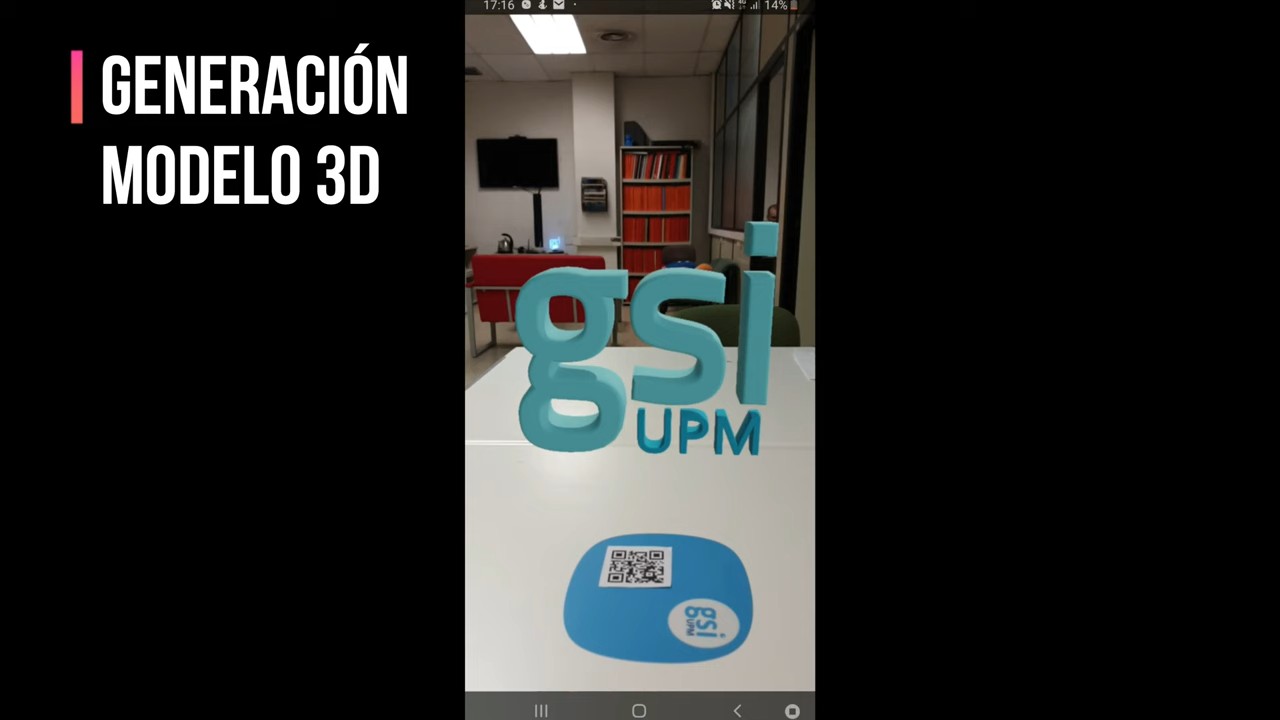 17:16
14%
GENERACIÓN
MODELO 3D
gsi
UPM
gsi
UPM